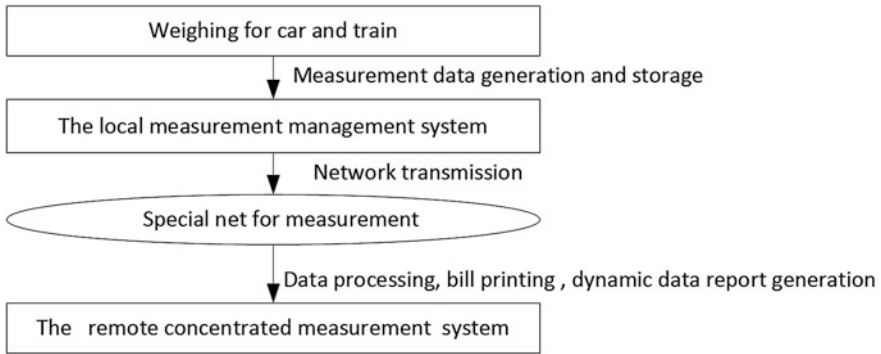 Weighing for car and train
Measurement data generation and storage
The local measurement management system
Network transmission
Special net for measurement
Data processing, bill printing , dynamic data report generation
The remote concentrated measurement system